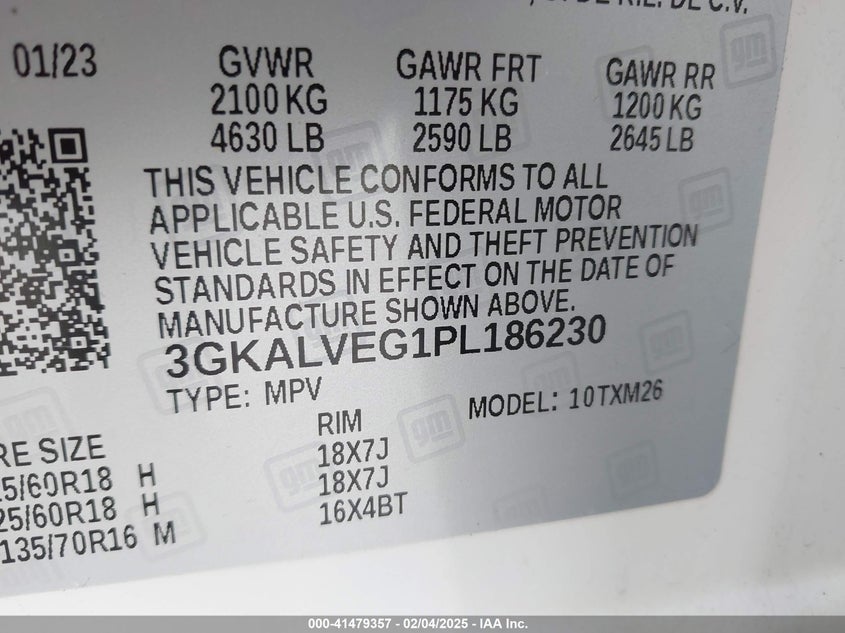 DE R.L. DE C.V.
01/23 GVWR GAWR FRT GAWR RR
2100 KG 1175 KG 1200 KG
4630 LB 2590 LB 2645 LB
THIS VEHICLE CONFORMS TO ALL
APPLICABLE U.S. FEDERAL MOTOR
VEHICLE SAFETY AND THEFT PREVENTION
STANDARDS IN EFFECT ON THE DATE OF
MANUFACTURE SHOWN ABOVE.
3GKALVEG1PL186230
TYPE: MPV MODEL: 10TXM26
RE SIZE RIM
5/60R18 H 18X7J
25/60R18 H 18X7J
135/70R16 M 16X4BT
gm
000-41479357 - 02/04/2025 - IAA Inc.